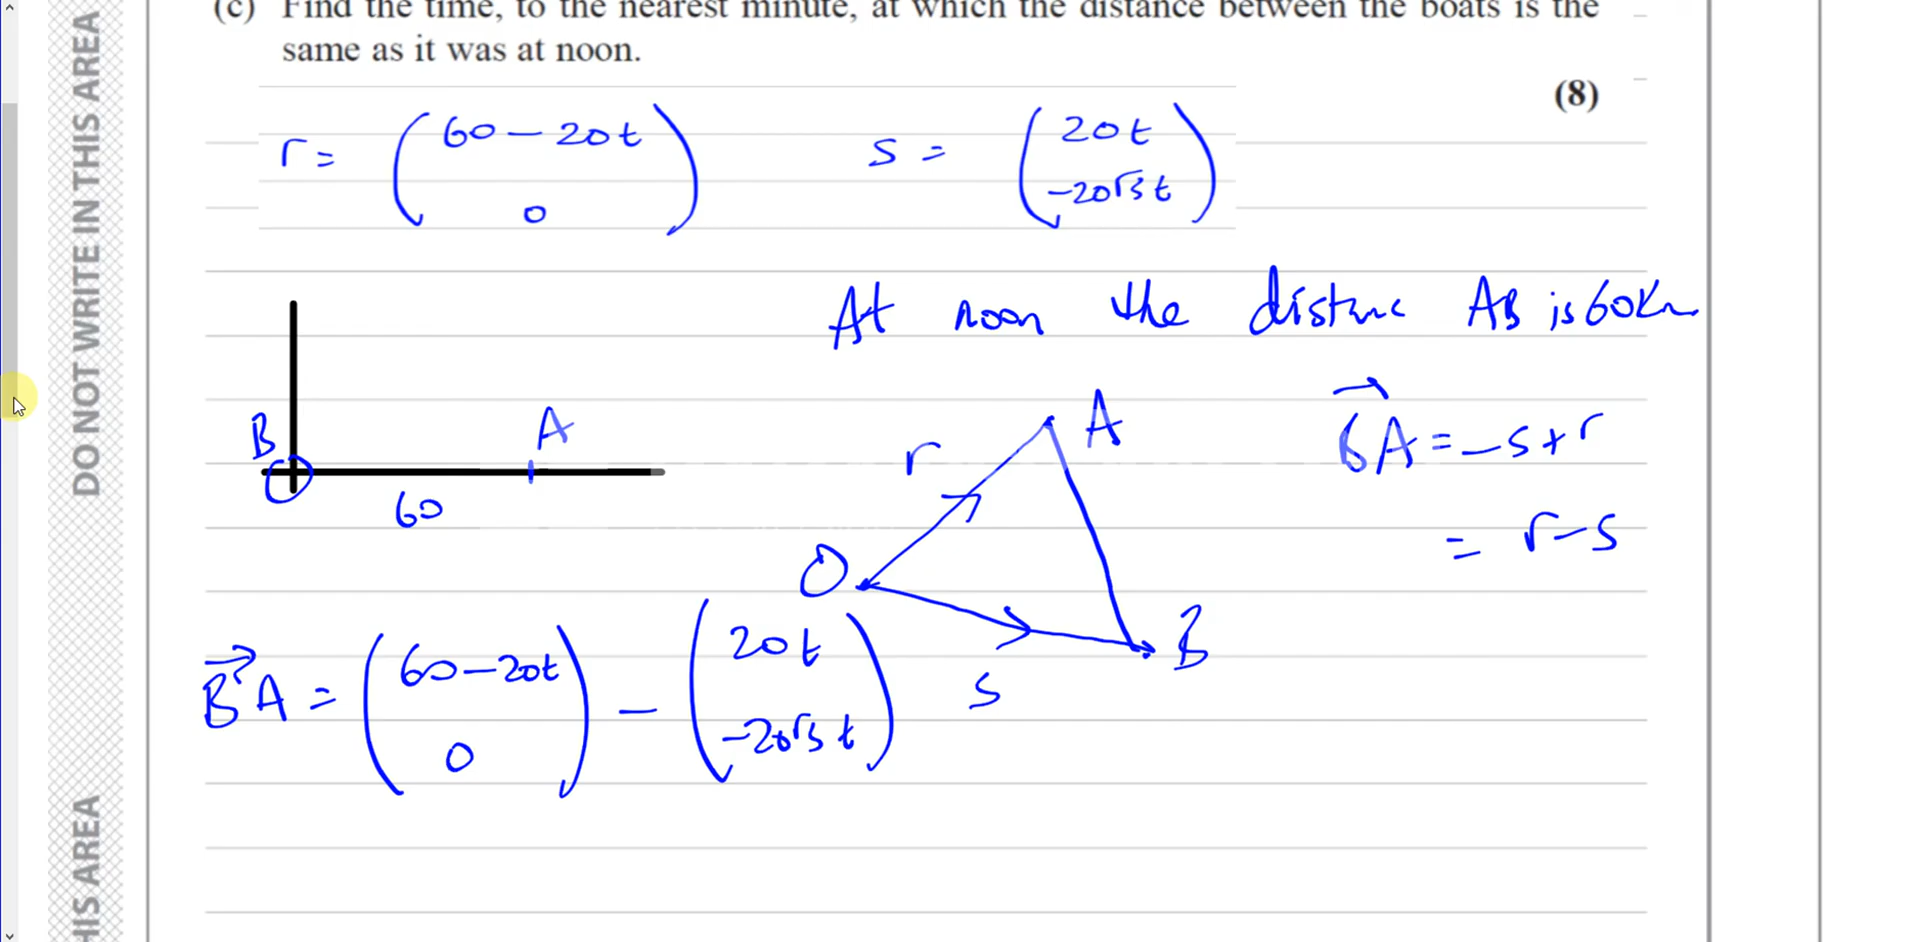 (c) Find the time, to the nearest minute, at which the distance between the boats is the
same as it was at noon.
(8)
r = ( 60 - 20t
0 )
s = ( 20t
-20√3 t )
At noon the distance AB is 60Km
B A
60
O r A
s B
BA = -s + r
= r - s
BA = ( 60 - 20t
0 ) - ( 20t
-20√3 t )
DO NOT WRITE IN THIS AREA
HIS AREA